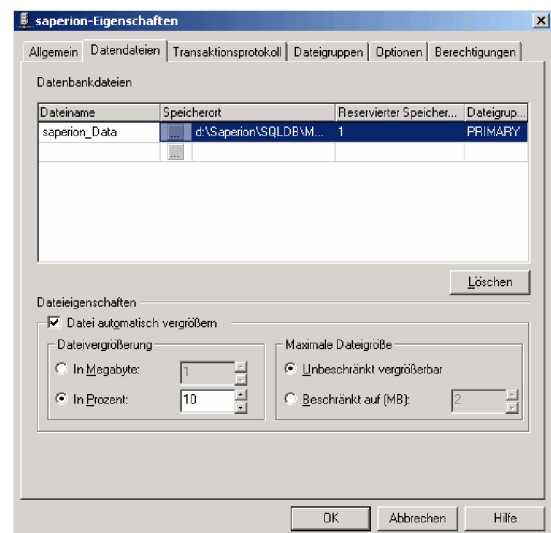 saperion-Eigenschaften
Allgemein Datendateien Transaktionsprotokoll Dateigruppen Optionen Berechtigungen
Datenbankdateien
Dateiname Speicherort Reservierter Speicher... Dateigrup...
saperion_Data ... d:\Saperion\SQLDB\M... 1 PRIMARY
...
Löschen
Dateieigenschaften
Datei automatisch vergrößern
Dateivergrößerung Maximale Dateigröße
In Megabyte: 1 Unbeschränkt vergrößerbar
In Prozent: 10 Beschränkt auf (MB): 2
OK Abbrechen Hilfe